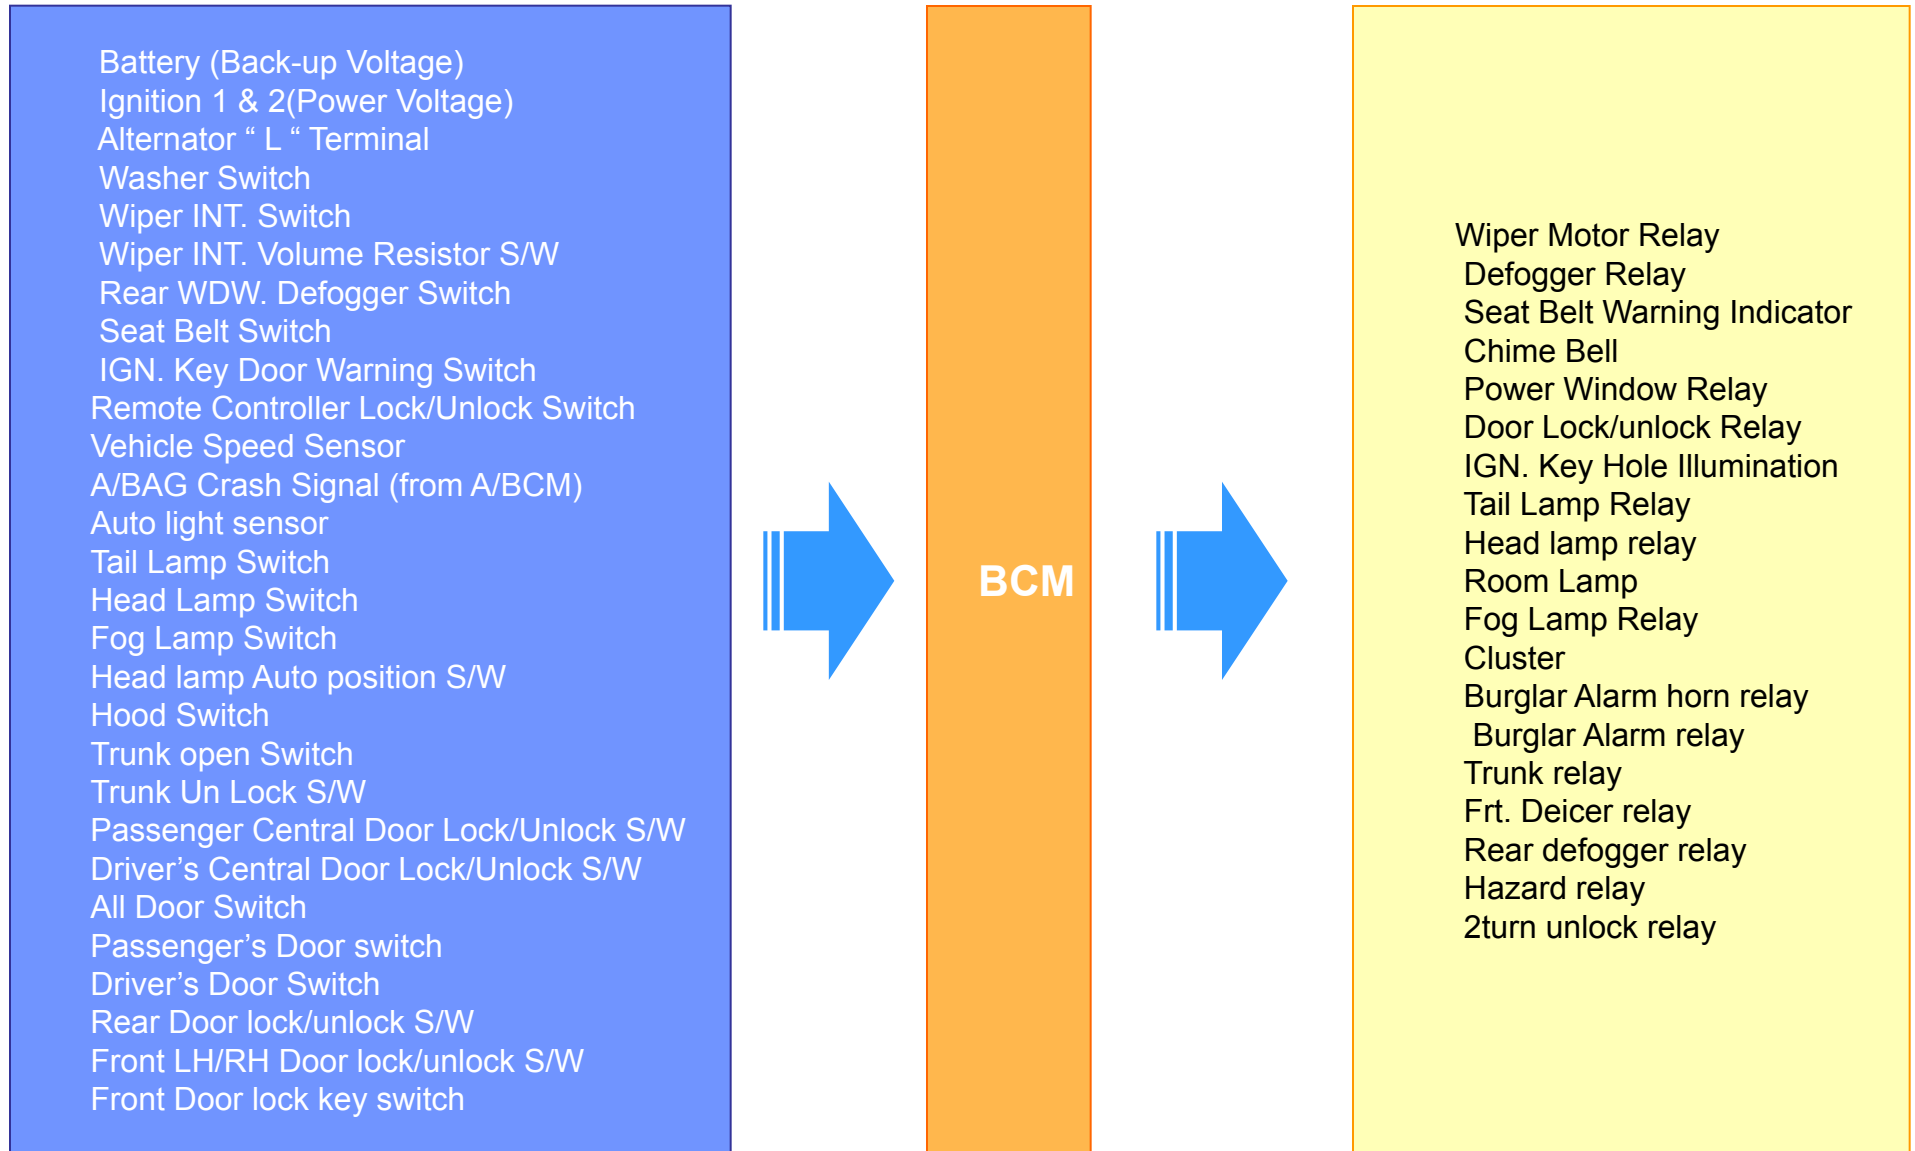 Battery (Back-up Voltage)
Ignition 1 & 2(Power Voltage)
Alternator “ L “ Terminal
Washer Switch
Wiper INT. Switch
Wiper INT. Volume Resistor S/W
Rear WDW. Defogger Switch
Seat Belt Switch
IGN. Key Door Warning Switch
Remote Controller Lock/Unlock Switch
Vehicle Speed Sensor
A/BAG Crash Signal (from A/BCM)
Auto light sensor
Tail Lamp Switch
Head Lamp Switch
Fog Lamp Switch
Head lamp Auto position S/W
Hood Switch
Trunk open Switch
Trunk Un Lock S/W
Passenger Central Door Lock/Unlock S/W
Driver’s Central Door Lock/Unlock S/W
All Door Switch
Passenger’s Door switch
Driver’s Door Switch
Rear Door lock/unlock S/W
Front LH/RH Door lock/unlock S/W
Front Door lock key switch
BCM
Wiper Motor Relay
Defogger Relay
Seat Belt Warning Indicator
Chime Bell
Power Window Relay
Door Lock/unlock Relay
IGN. Key Hole Illumination
Tail Lamp Relay
Head lamp relay
Room Lamp
Fog Lamp Relay
Cluster
Burglar Alarm horn relay
Burglar Alarm relay
Trunk relay
Frt. Deicer relay
Rear defogger relay
Hazard relay
2turn unlock relay